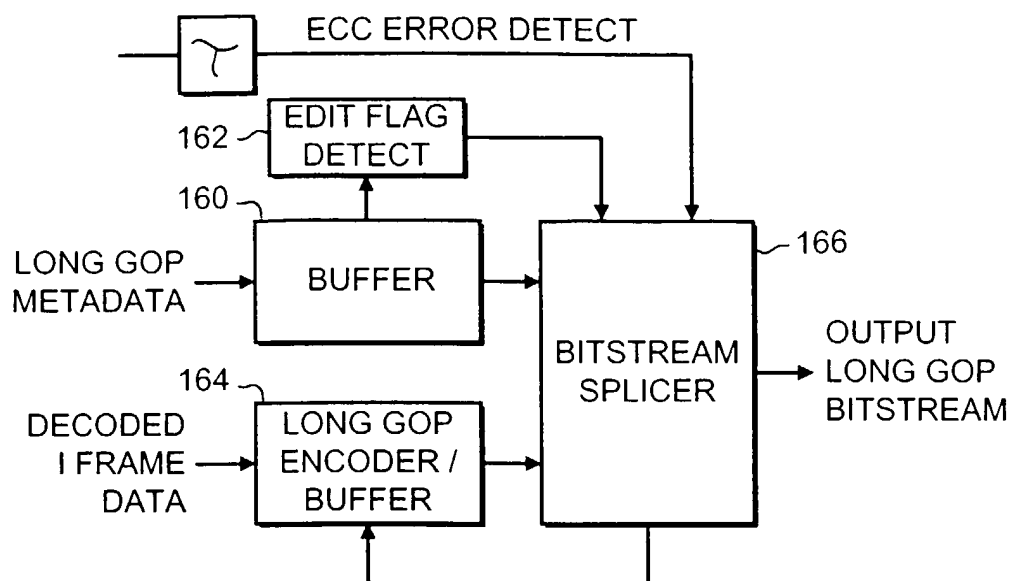 ECC ERROR DETECT
162
EDIT FLAG
DETECT
160
LONG GOP
METADATA
BUFFER
166
BITSTREAM
SPLICER
OUTPUT
LONG GOP
BITSTREAM
164
DECODED
I FRAME
DATA
LONG GOP
ENCODER /
BUFFER